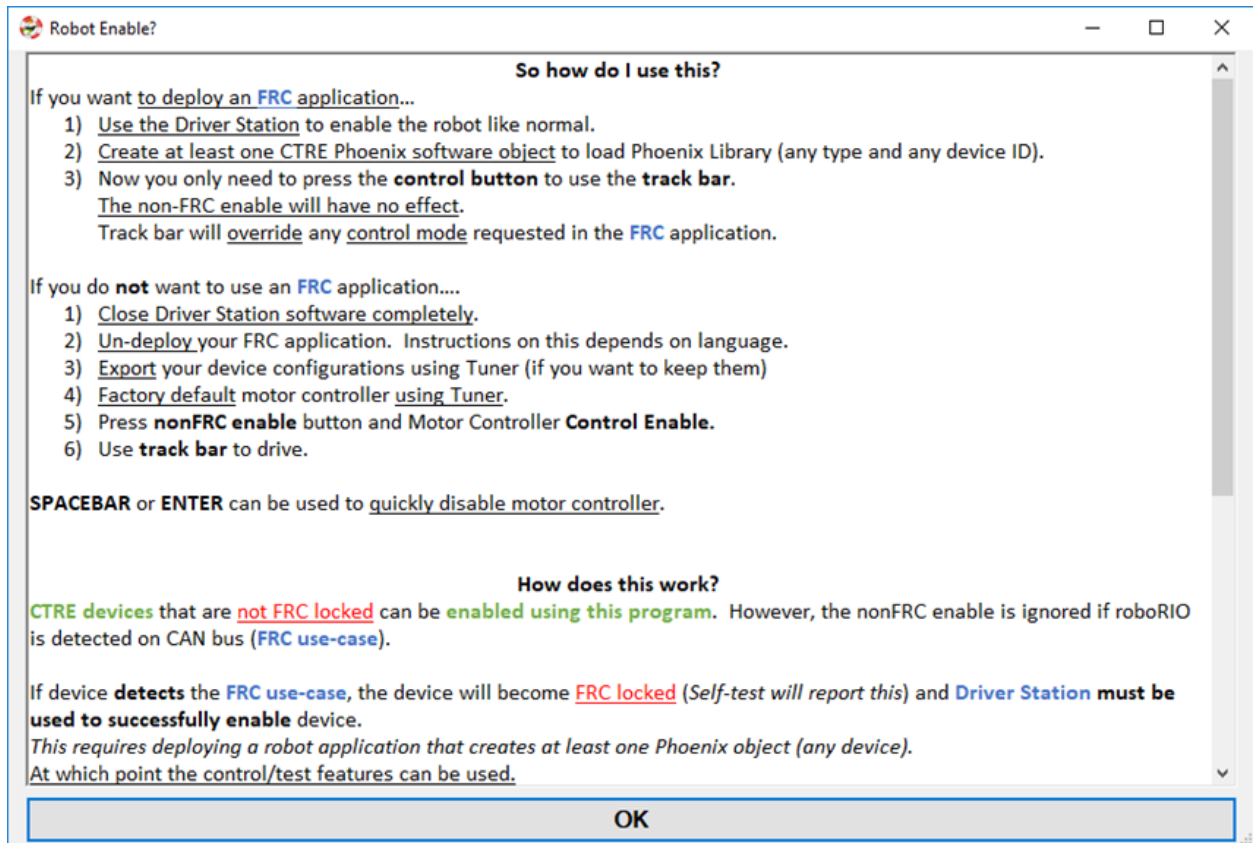 Robot Enable?
So how do I use this?
If you want to deploy an FRC application...
1) Use the Driver Station to enable the robot like normal.
2) Create at least one CTRE Phoenix software object to load Phoenix Library (any type and any device ID).
3) Now you only need to press the control button to use the track bar.
The non-FRC enable will have no effect.
Track bar will override any control mode requested in the FRC application.
If you do not want to use an FRC application....
1) Close Driver Station software completely.
2) Un-deploy your FRC application. Instructions on this depends on language.
3) Export your device configurations using Tuner (if you want to keep them)
4) Factory default motor controller using Tuner.
5) Press nonFRC enable button and Motor Controller Control Enable.
6) Use track bar to drive.
SPACEBAR or ENTER can be used to quickly disable motor controller.
How does this work?
CTRE devices that are not FRC locked can be enabled using this program. However, the nonFRC enable is ignored if roboRIO
is detected on CAN bus (FRC use-case).
If device detects the FRC use-case, the device will become FRC locked (Self-test will report this) and Driver Station must be
used to successfully enable device.
This requires deploying a robot application that creates at least one Phoenix object (any device).
At which point the control/test features can be used.
OK